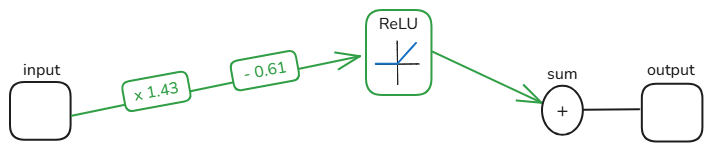 input
x 1.43
- 0.61
ReLU
sum
+
output